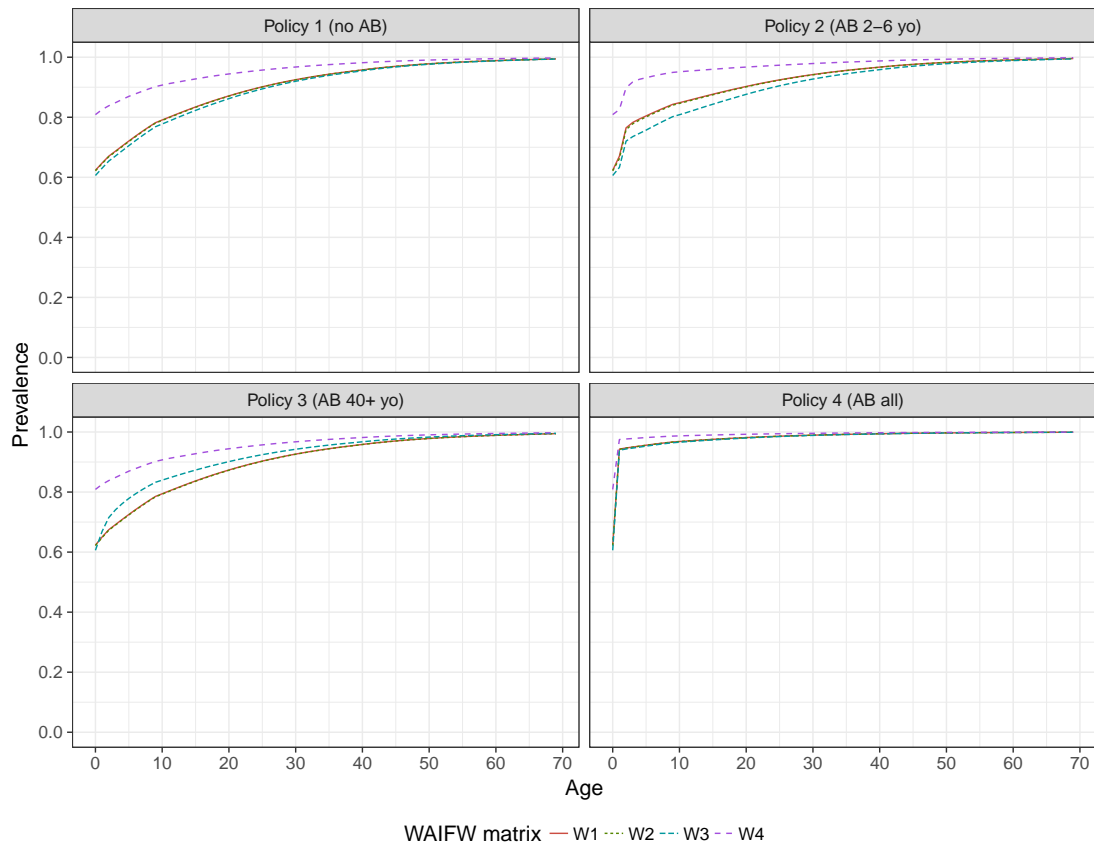 Policy 1 (no AB)
Policy 2 (AB 2−6 yo)
1.0
0.8
0.6
0.4
0.2
0.0
Prevalence
Policy 3 (AB 40+ yo)
Policy 4 (AB all)
1.0
0.8
0.6
0.4
0.2
0.0
0 10 20 30 40 50 60 70
0 10 20 30 40 50 60 70
Age
WAIFW matrix W1 W2 W3 W4